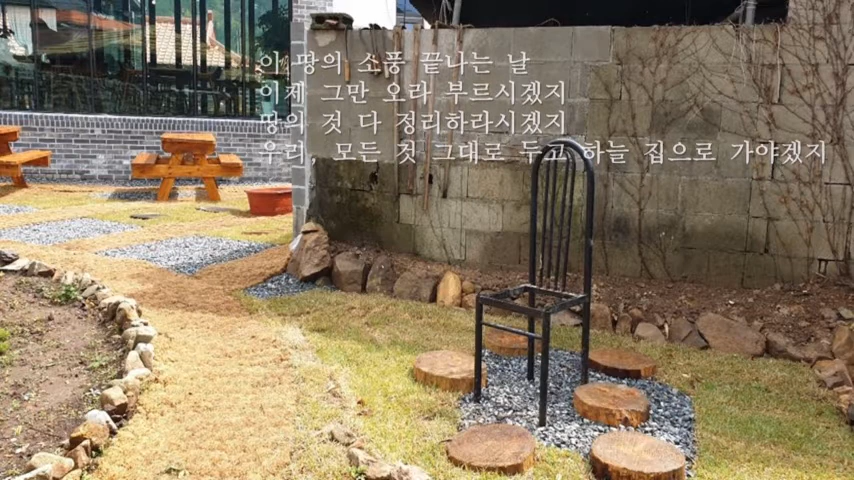 이 땅의 소풍 끝나는 날
이제 그만 오라 부르시겠지
땅의 것 다 정리하라시겠지
우리 모든 것 그대로 두고 하늘 집으로 가야겠지